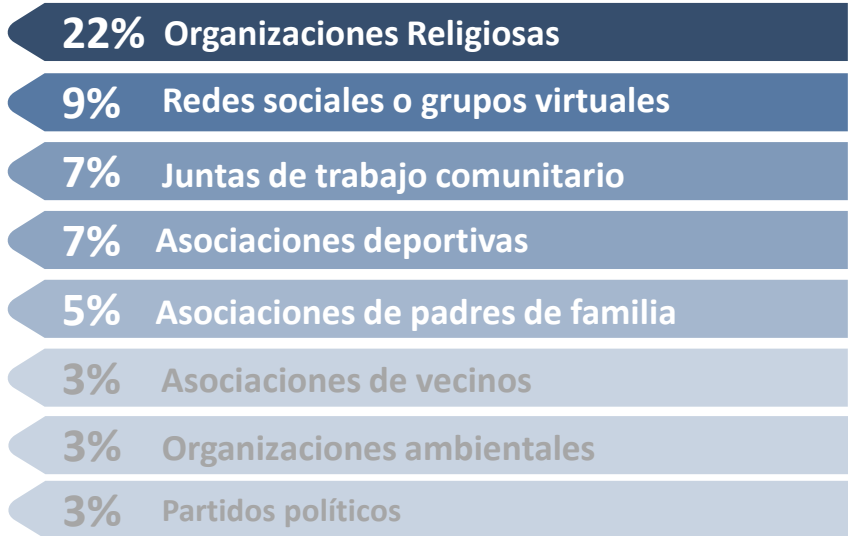 22% Organizaciones Religiosas
9% Redes sociales o grupos virtuales
7% Juntas de trabajo comunitario
7% Asociaciones deportivas
5% Asociaciones de padres de familia
3% Asociaciones de vecinos
3% Organizaciones ambientales
3% Partidos políticos